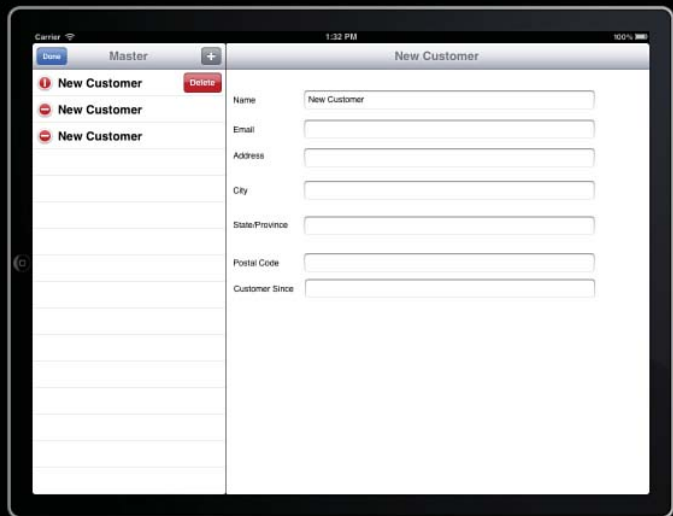 Carrier 1:32 PM 100%
Done Master + New Customer
New Customer Delete
New Customer
New Customer
Name New Customer
Email
Address
City
State/Province
Postal Code
Customer Since